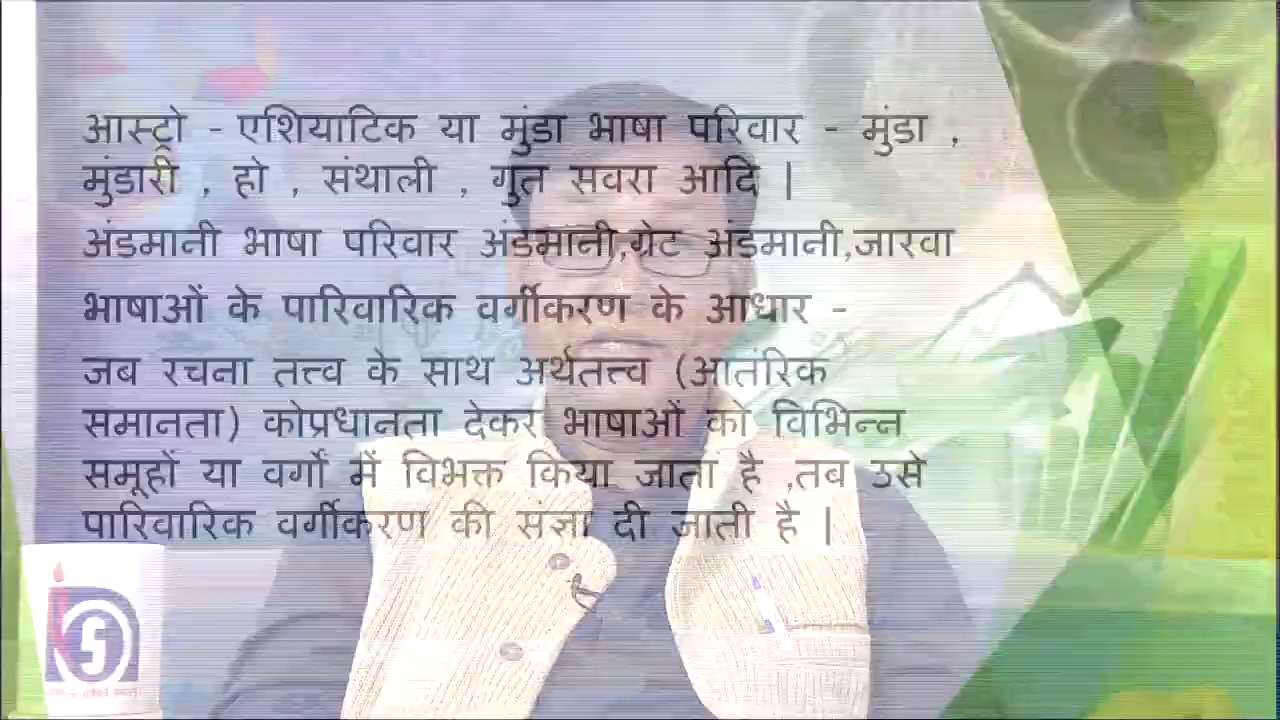 आस्ट्रो - एशियाटिक या मुंडा भाषा परिवार - मुंडा ,
मुंडारी , हो , संथाली , गुत सवरा आदि |
अंडमानी भाषा परिवार अंडमानी,ग्रेट अंडमानी,जारवा
भाषाओं के पारिवारिक वर्गीकरण के आधार -
जब रचना तत्त्व के साथ अर्थतत्त्व (आतंरिक
समानता) कोप्रधानता देकर भाषाओं को विभिन्न
समूहों या वर्गों में विभक्त किया जाता है ,तब उसे
पारिवारिक वर्गीकरण की संज्ञा दी जाती है |